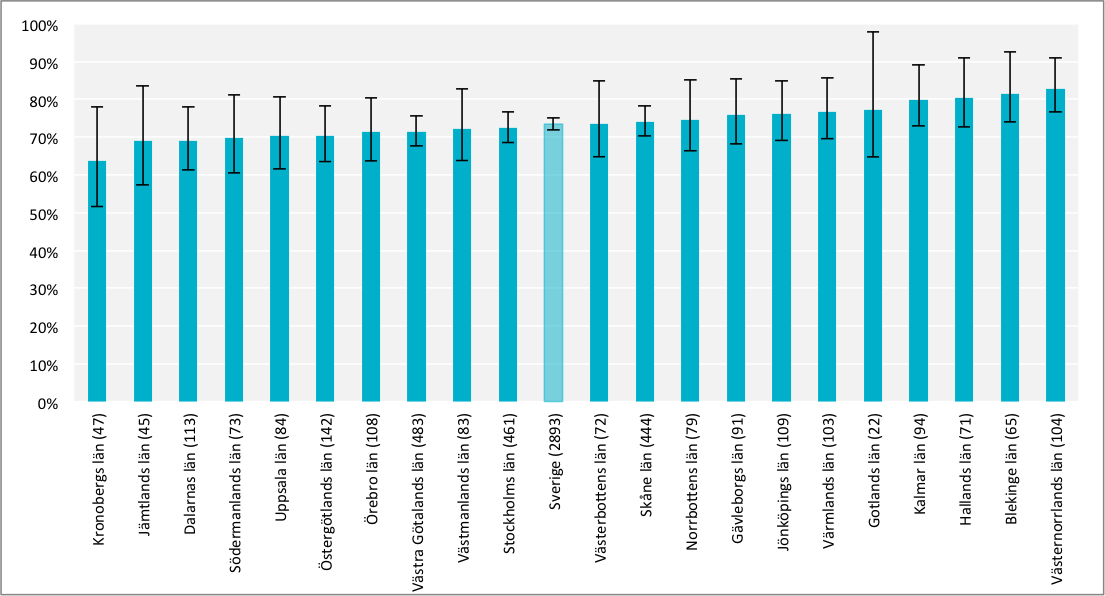 100%
90%
80%
70%
60%
50%
40%
30%
20%
10%
0%
Kronobergs län (47)
Jämtlands län (45)
Dalarnas län (113)
Södermanlands län (73)
Uppsala län (84)
Östergötlands län (142)
Örebro län (108)
Västra Götalands län (483)
Västmanlands län (83)
Stockholms län (461)
Sverige (2893)
Västerbottens län (72)
Skåne län (444)
Norrbottens län (79)
Gävleborgs län (91)
Jönköpings län (109)
Värmlands län (103)
Gotlands län (22)
Kalmar län (94)
Hallands län (71)
Blekinge län (65)
Västernorrlands län (104)